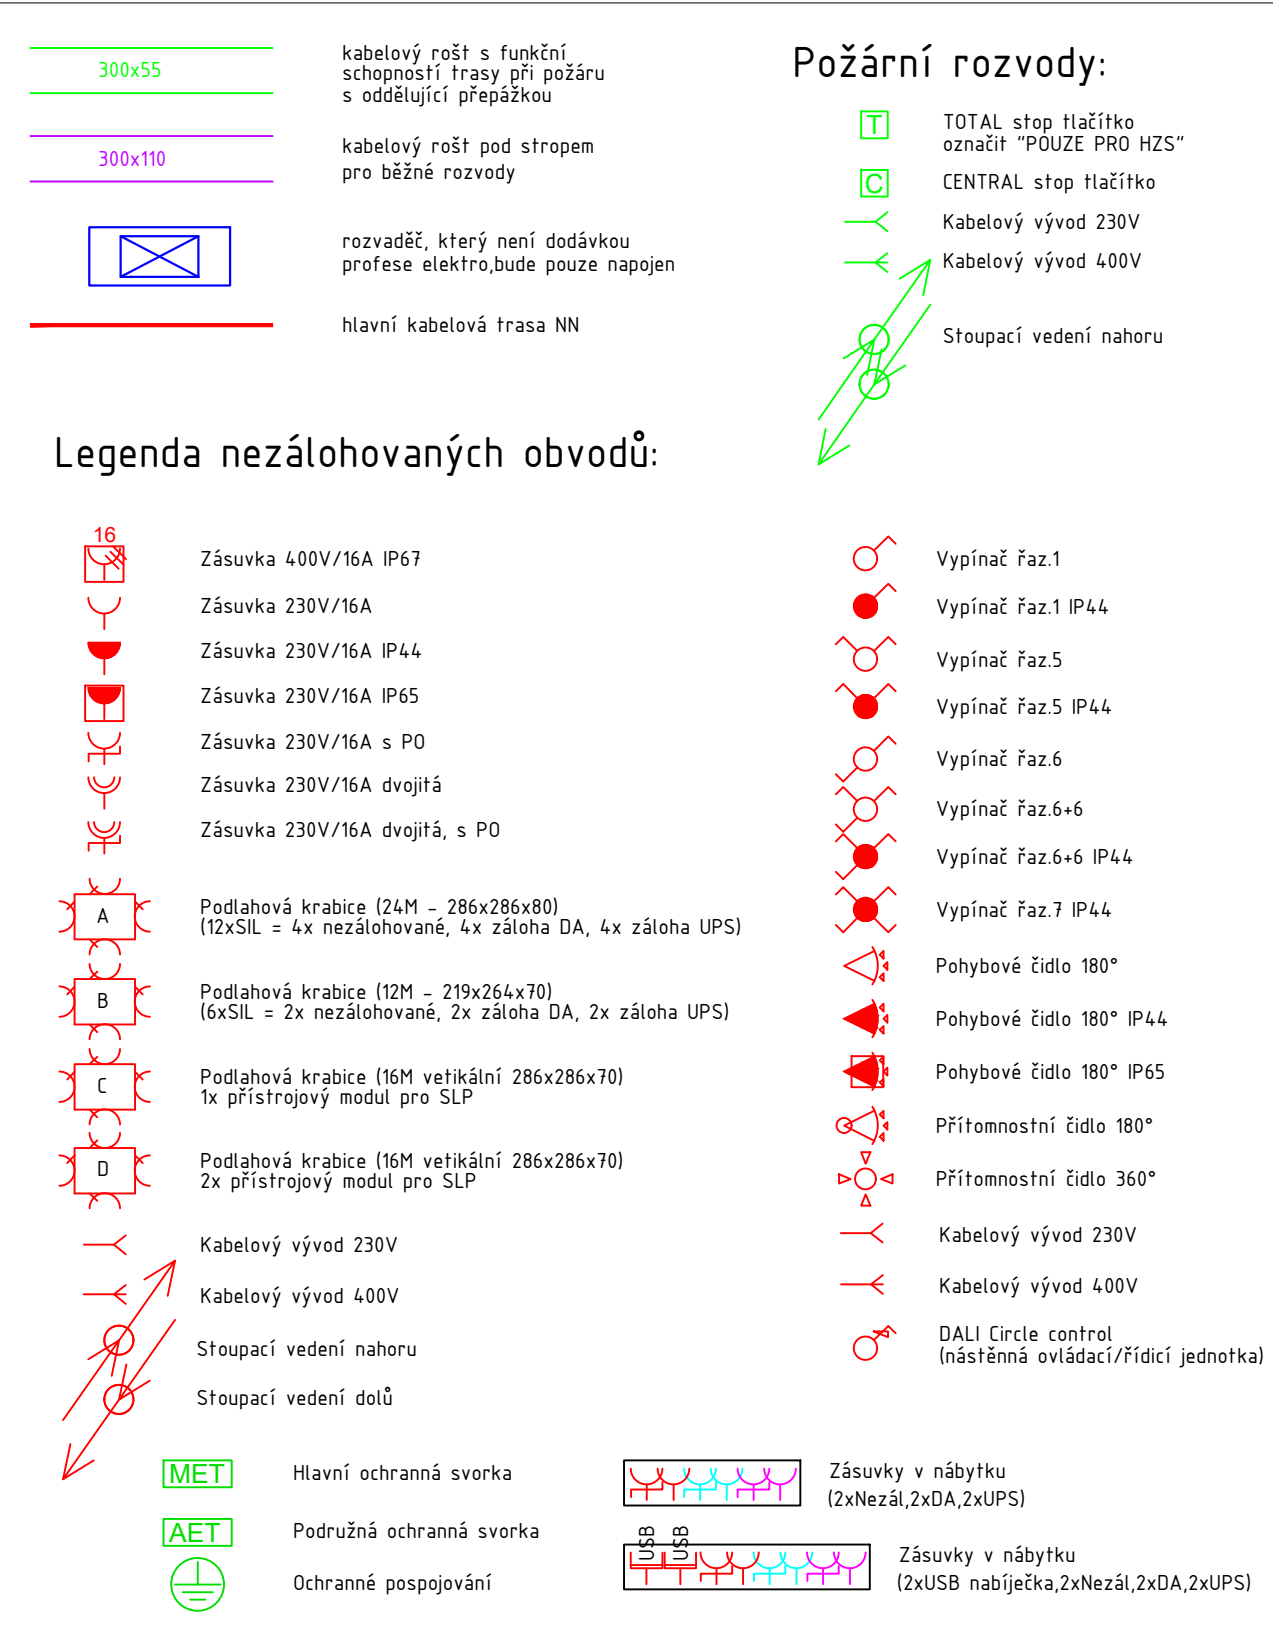 300x55
kabelový rošt s funkční
schopností trasy při požáru
s oddělující přepážkou
300x110
kabelový rošt pod stropem
pro běžné rozvody
rozvaděč, který není dodávkou
profese elektro,bude pouze napojen
hlavní kabelová trasa NN
Požární rozvody:
T
TOTAL stop tlačítko
označit "POUZE PRO HZS"
C
CENTRAL stop tlačítko
Kabelový vývod 230V
Kabelový vývod 400V
Stoupací vedení nahoru
Legenda nezálohovaných obvodů:
16
Zásuvka 400V/16A IP67
Zásuvka 230V/16A
Zásuvka 230V/16A IP44
Zásuvka 230V/16A IP65
Zásuvka 230V/16A s PO
Zásuvka 230V/16A dvojitá
Zásuvka 230V/16A dvojitá, s PO
A
Podlahová krabice (24M - 286x286x80)
(12xSIL = 4x nezálohované, 4x záloha DA, 4x záloha UPS)
B
Podlahová krabice (12M - 219x264x70)
(6xSIL = 2x nezálohované, 2x záloha DA, 2x záloha UPS)
C
Podlahová krabice (16M vetikální 286x286x70)
1x přístrojový modul pro SLP
D
Podlahová krabice (16M vetikální 286x286x70)
2x přístrojový modul pro SLP
Kabelový vývod 230V
Kabelový vývod 400V
Stoupací vedení nahoru
Stoupací vedení dolů
Vypínač řaz.1
Vypínač řaz.1 IP44
Vypínač řaz.5
Vypínač řaz.5 IP44
Vypínač řaz.6
Vypínač řaz.6+6
Vypínač řaz.6+6 IP44
Vypínač řaz.7 IP44
Pohybové čidlo 180°
Pohybové čidlo 180° IP44
Pohybové čidlo 180° IP65
Přítomnostní čidlo 180°
Přítomnostní čidlo 360°
Kabelový vývod 230V
Kabelový vývod 400V
DALI Circle control
(nástěnná ovládací/řídicí jednotka)
MET
Hlavní ochranná svorka
AET
Podružná ochranná svorka
Ochranné pospojování
Zásuvky v nábytku
(2xNezál,2xDA,2xUPS)
USB
USB
Zásuvky v nábytku
(2xUSB nabíječka,2xNezál,2xDA,2xUPS)